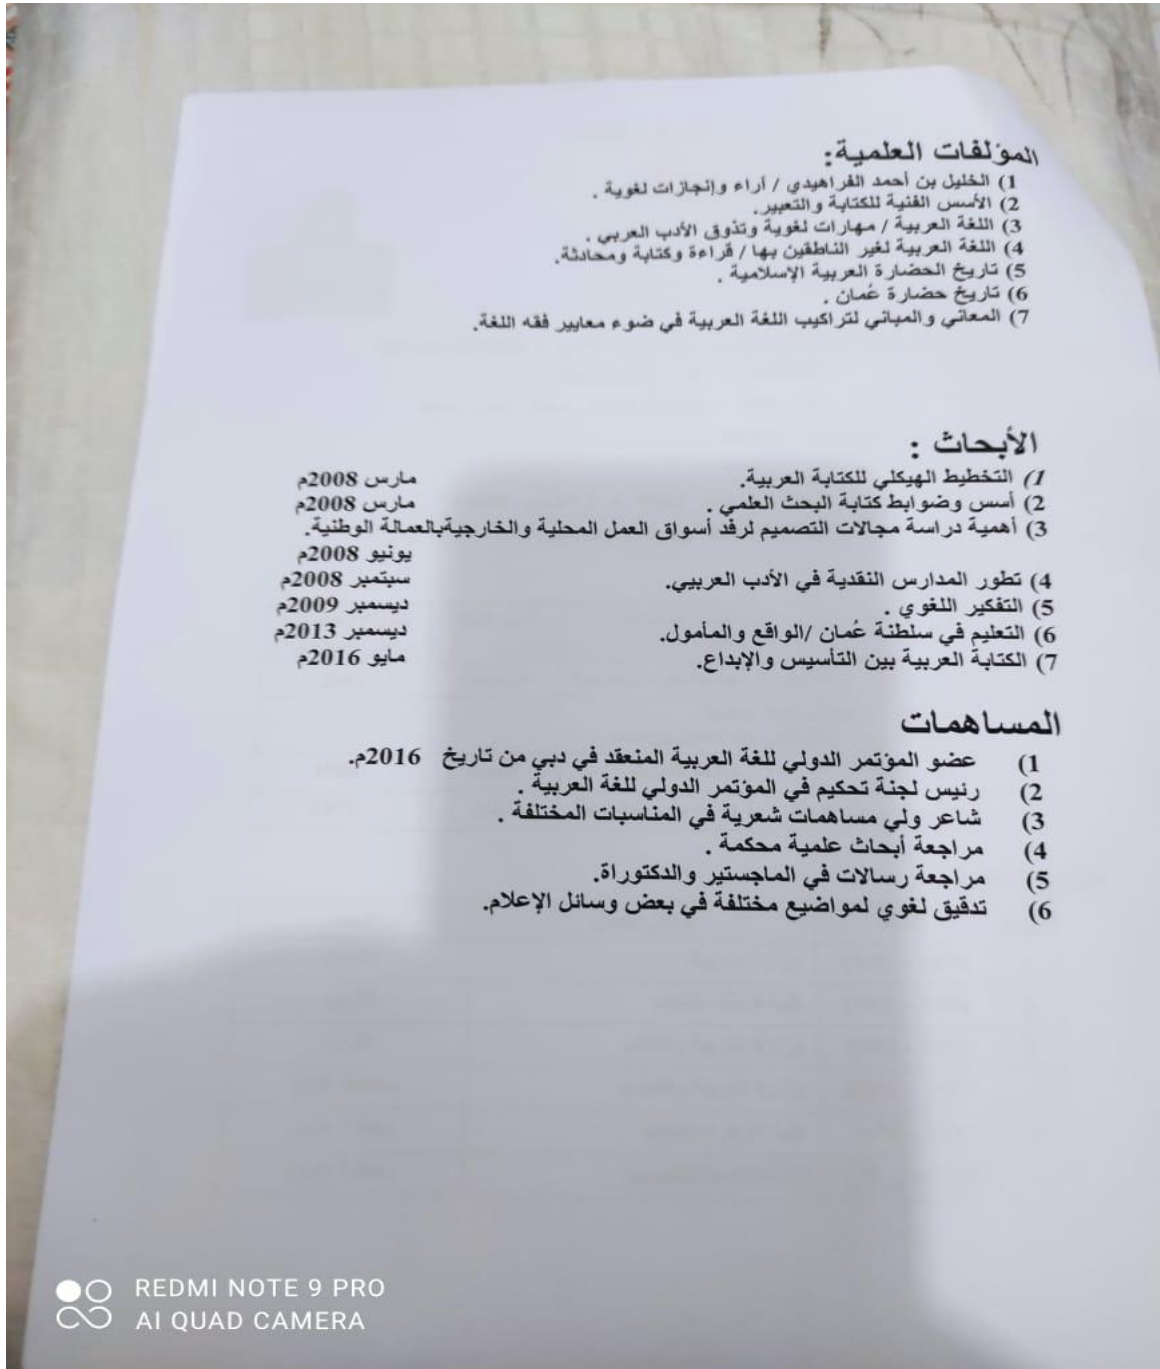 المؤلفات العلمية:
1) الخليل بن أحمد الفراهيدي / أراء وإنجازات لغوية .
2) الأسس الفنية للكتابة والتعبير.
3) اللغة العربية / مهارات لغوية وتذوق الأدب العربي .
4) اللغة العربية لغير الناطقين بها / قراءة وكتابة ومحادثة.
5) تاريخ الحضارة العربية الإسلامية .
6) تاريخ حضارة عُمان .
7) المعاني والمباني لتراكيب اللغة العربية في ضوء معايير فقه اللغة.
الأبحاث :
1) التخطيط الهيكلي للكتابة العربية. مارس 2008م
2) أسس وضوابط كتابة البحث العلمي . مارس 2008م
3) أهمية دراسة مجالات التصميم لرفد أسواق العمل المحلية والخارجيةبالعمالة الوطنية.
يونيو 2008م
4) تطور المدارس النقدية في الأدب العربيي. سبتمبر 2008م
5) التفكير اللغوي . ديسمبر 2009م
6) التعليم في سلطنة عُمان /الواقع والمأمول. ديسمبر 2013م
7) الكتابة العربية بين التأسيس والإبداع. مايو 2016م
المساهمات
1) عضو المؤتمر الدولي للغة العربية المنعقد في دبي من تاريخ 2016م.
2) رئيس لجنة تحكيم في المؤتمر الدولي للغة العربية .
3) شاعر ولي مساهمات شعرية في المناسبات المختلفة .
4) مراجعة أبحاث علمية محكمة .
5) مراجعة رسالات في الماجستير والدكتوراة.
6) تدقيق لغوي لمواضيع مختلفة في بعض وسائل الإعلام.
REDMI NOTE 9 PRO
AI QUAD CAMERA